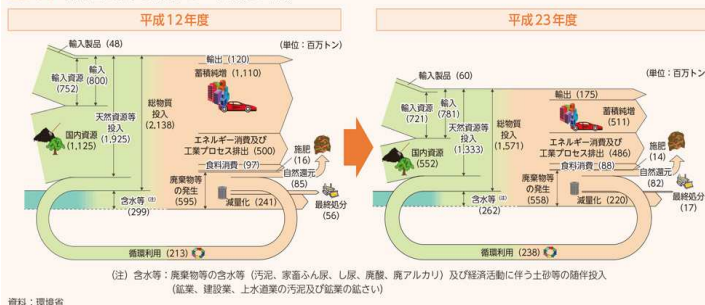 平成12年度
輸入製品 (48)
(単位:百万トン)
輸入
(800)
輸入資源
(752)
国内資源
(1,125)
天然資源等
投入
(1,925)
総物質
投入
(2,138)
輸出 (120)
蓄積純増 (1,110)
エネルギー消費及び
工業プロセス排出 (500)
食料消費 (97)
施肥
(16)
自然還元
(85)
廃棄物等
の発生
(595)
減量化 (241)
最終処分
(56)
含水等(注)
(299)
循環利用 (213)
平成23年度
輸入製品 (60)
(単位:百万トン)
輸入
(781)
輸入資源
(721)
国内資源
(552)
天然資源等
投入
(1,333)
総物質
投入
(1,571)
輸出 (175)
蓄積純増
(511)
エネルギー消費及び
工業プロセス排出 (486)
食料消費 (88)
施肥
(14)
自然還元
(82)
廃棄物等
の発生
(558)
減量化 (220)
最終処分
(17)
含水等(注)
(262)
循環利用 (238)
(注)含水等:廃棄物等の含水等(汚泥、家畜ふん尿、し尿、廃酸、廃アルカリ)及び経済活動に伴う土砂等の随伴投入
(鉱業、建設業、上水道業の汚泥及び鉱業の鉱さい)
資料:環境省